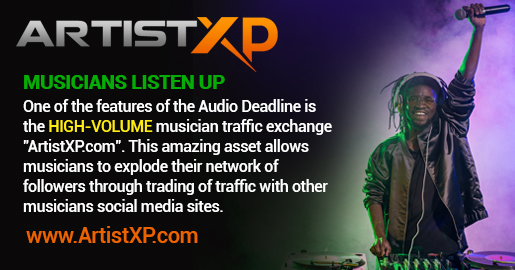 ARTISTXP
MUSICIANS LISTEN UP
One of the features of the Audio Deadline is
the HIGH-VOLUME musician traffic exchange
"ArtistXP.com". This amazing asset allows
musicians to explode their network of
followers through trading of traffic with other
musicians social media sites.
www.ArtistXP.com